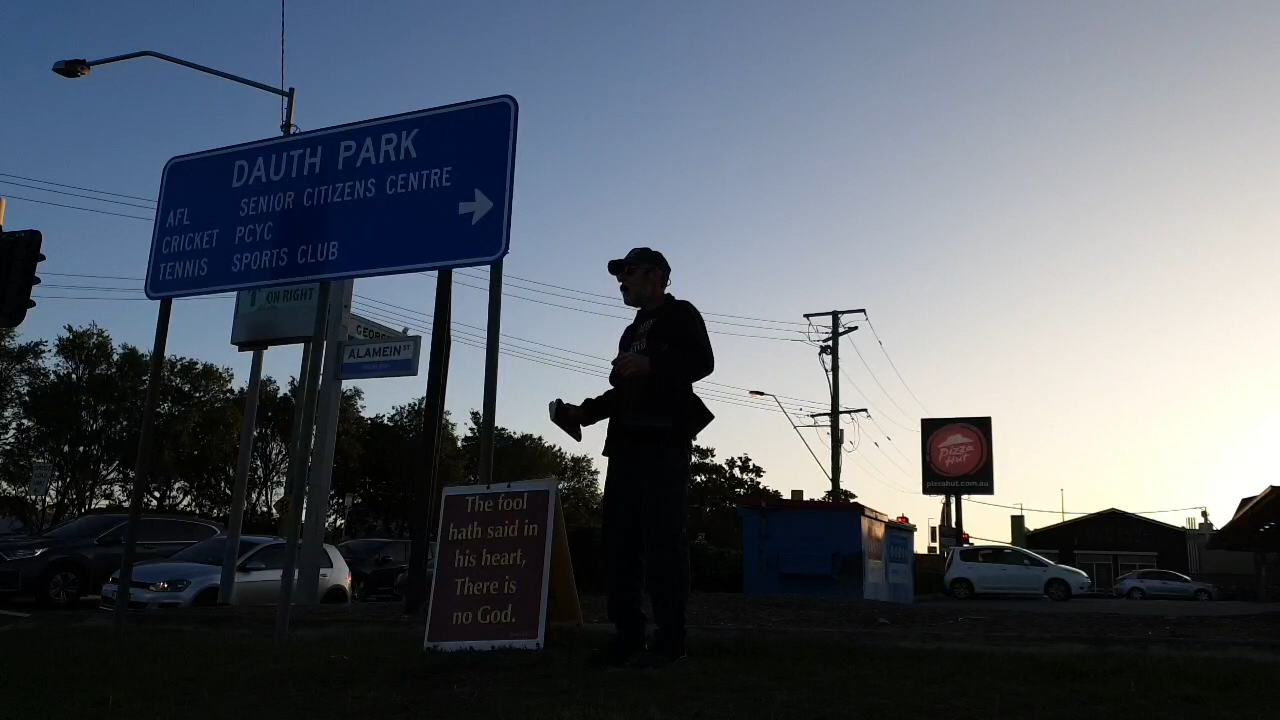 DAUTH PARK
SENIOR CITIZENS CENTRE
AFL
CRICKET PCYC
TENNIS SPORTS CLUB
ON RIGHT
GEORGE
ALAMEIN ST
The fool
hath said in
his heart,
There is
no God.
Pizza
Hut
pizzahut.com.au